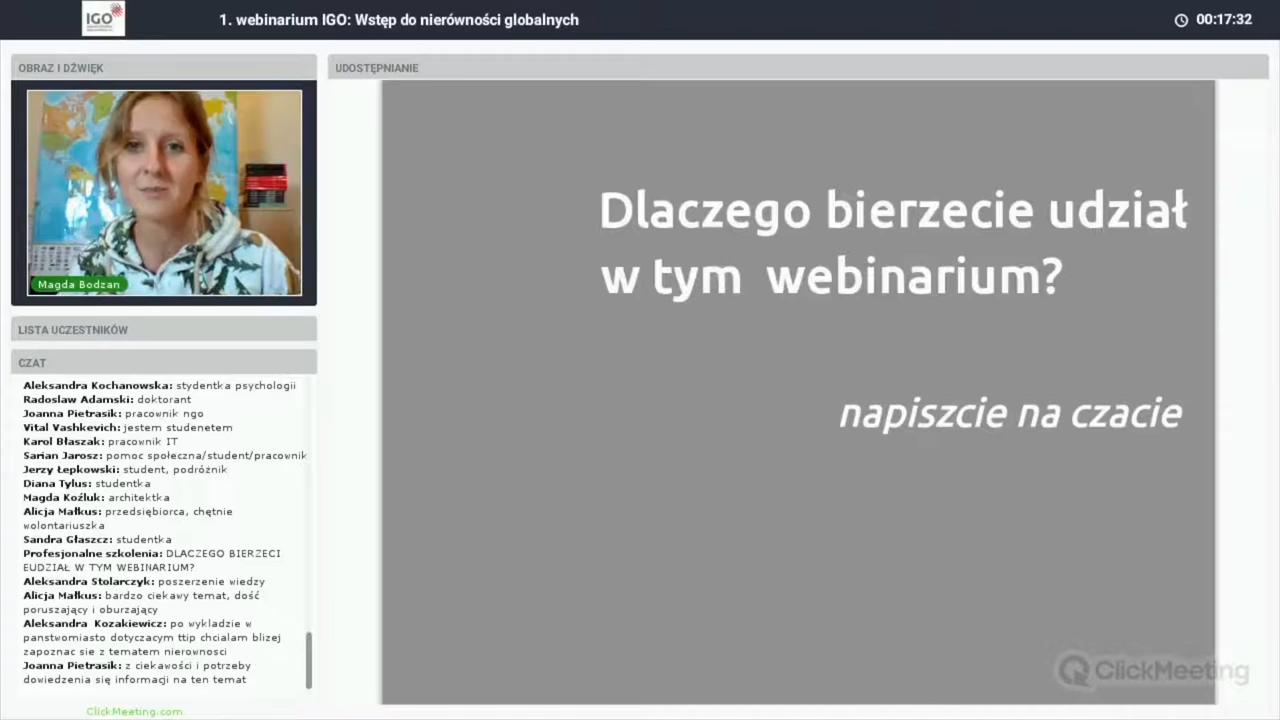 IGO
1. webinarium IGO: Wstęp do nierówności globalnych
00:17:32
OBRAZ I DŹWIĘK
Magda Bodzan
LISTA UCZESTNIKÓW
CZAT
Aleksandra Kochanowska: stydentka psychologii
Radoslaw Adamski: doktorant
Joanna Pietrasik: pracownik ngo
Vital Vashkevich: jestem studenetem
Karol Błaszak: pracownik IT
Sarian Jarosz: pomoc społeczna/student/pracownik
Jerzy Łepkowski: student, podróżnik
Diana Tylus: studentka
Magda Koźluk: architektka
Alicja Małkus: przedsiębiorca, chętnie
wolontariuszka
Sandra Głaszcz: studentka
Profesjonalne szkolenia: DLACZEGO BIERZECI
EUDZIAŁ W TYM WEBINARIUM?
Aleksandra Stolarczyk: poszerzenie wiedzy
Alicja Małkus: bardzo ciekawy temat, dość
poruszający i oburzający
Aleksandra Kozakiewicz: po wykladzie w
panstwomiasto dotyczacym ttip chcialam blizej
zapoznac sie z tematem nierownosci
Joanna Pietrasik: z ciekawości i potrzeby
dowiedzenia się informacji na ten temat
ClickMeeting.com
UDOSTĘPNIANIE
Dlaczego bierzecie udział
w tym webinarium?
napiszcie na czacie
ClickMeeting